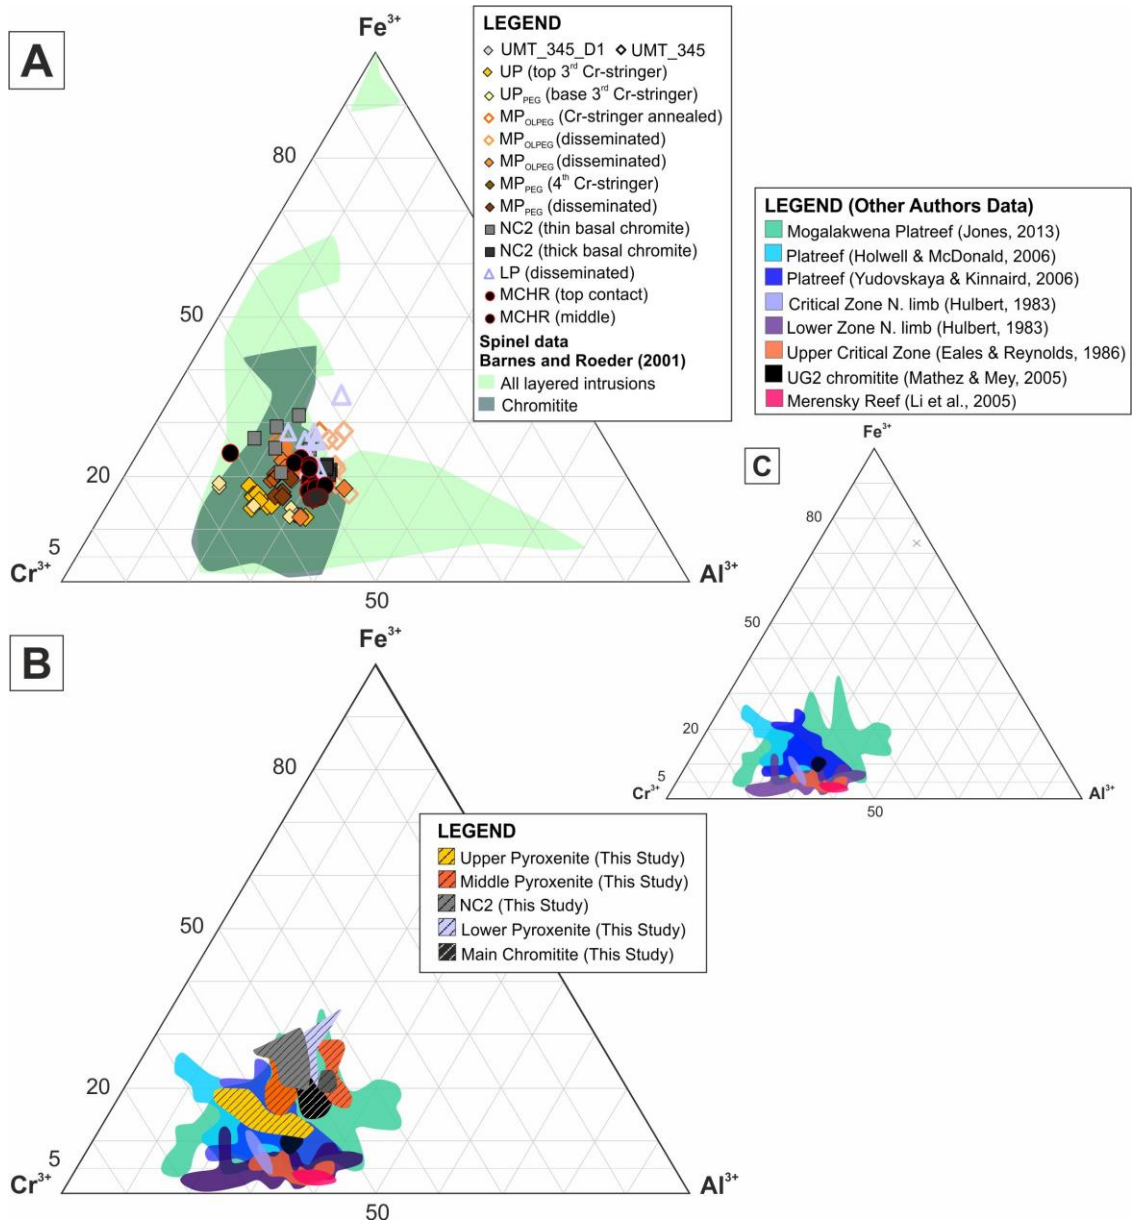 A
Fe3+
80
50
20
5
Cr3+
Al3+
50
LEGEND
UMT_345_D1 UMT_345
UP (top 3rd Cr-stringer)
UPPEG (base 3rd Cr-stringer)
MPOLPEG (Cr-stringer annealed)
MPOLPEG (disseminated)
MPOLPEG (disseminated)
MPPEG (4th Cr-stringer)
MPPEG (disseminated)
NC2 (thin basal chromite)
NC2 (thick basal chromite)
LP (disseminated)
MCHR (top contact)
MCHR (middle)
Spinel data
Barnes and Roeder (2001)
All layered intrusions
Chromitite
LEGEND (Other Authors Data)
Mogalakwena Platreef (Jones, 2013)
Platreef (Holwell & McDonald, 2006)
Platreef (Yudovskaya & Kinnaird, 2006)
Critical Zone N. limb (Hulbert, 1983)
Lower Zone N. limb (Hulbert, 1983)
Upper Critical Zone (Eales & Reynolds, 1986)
UG2 chromitite (Mathez & Mey, 2005)
Merensky Reef (Li et al., 2005)
C
Fe3+
80
50
20
5
Cr3+
Al3+
50
B
Fe3+
80
50
20
5
Cr3+
Al3+
50
LEGEND
Upper Pyroxenite (This Study)
Middle Pyroxenite (This Study)
NC2 (This Study)
Lower Pyroxenite (This Study)
Main Chromitite (This Study)